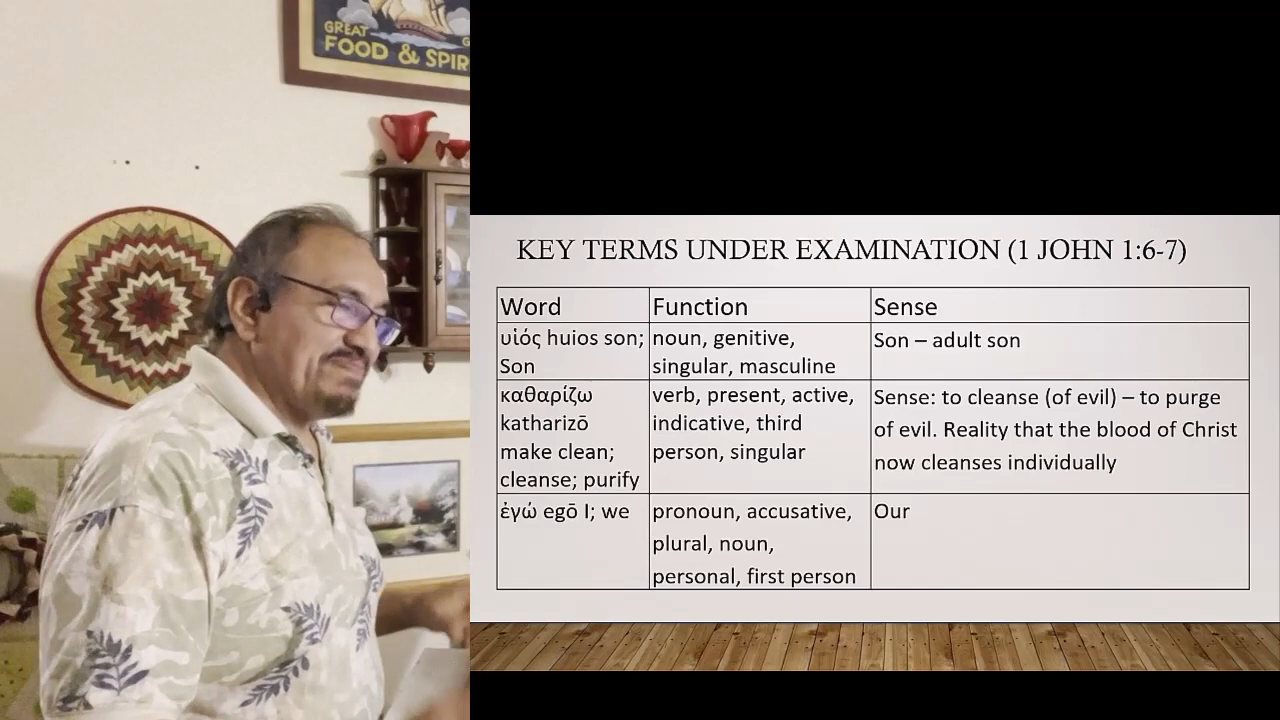 GREAT
FOOD & SPIR
KEY TERMS UNDER EXAMINATION (1 JOHN 1:6-7)
Word Function Sense
υἱός huios son; noun, genitive, Son – adult son
Son singular, masculine
καθαρίζω verb, present, active, Sense: to cleanse (of evil) – to purge
katharizō indicative, third of evil. Reality that the blood of Christ
make clean; person, singular now cleanses individually
cleanse; purify
ἐγώ egō I; we pronoun, accusative, Our
plural, noun,
personal, first person